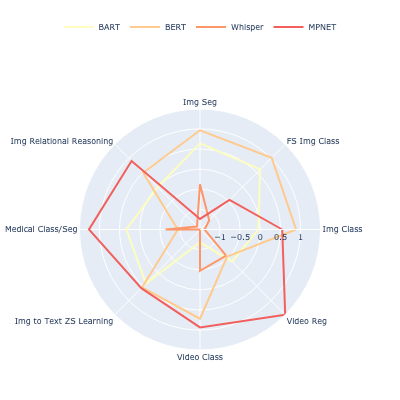 BART
BERT
Whisper
MPNET
Img Seg
Img Relational Reasoning
FS Img Class
Medical Class/Seg
−1
−0.5
0
0.5
1
Img Class
Img to Text ZS Learning
Video Reg
Video Class